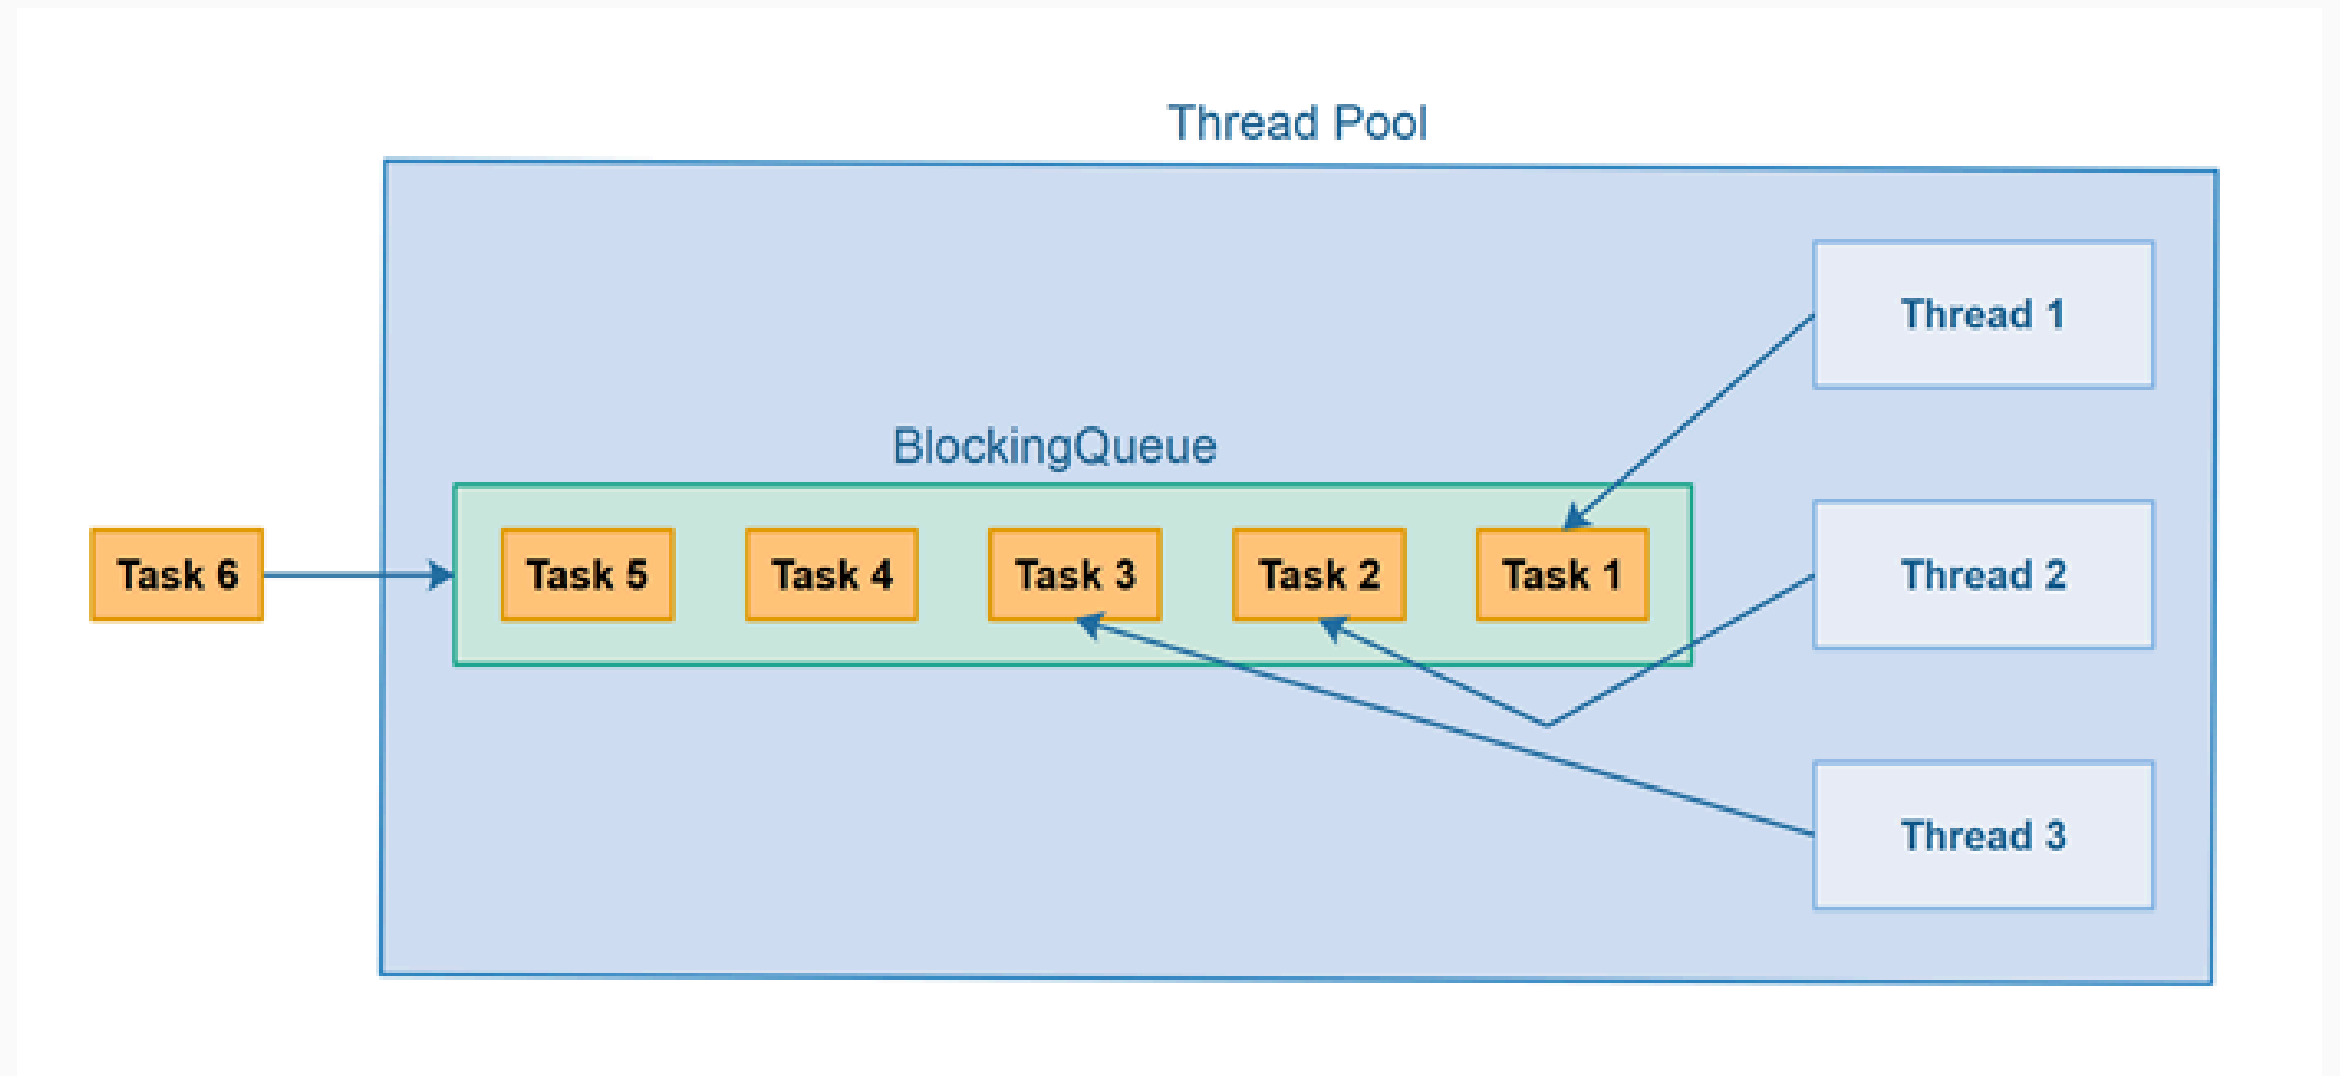 Thread Pool
Thread 1
BlockingQueue
Task 6
Task 5
Task 4
Task 3
Task 2
Task 1
Thread 2
Thread 3